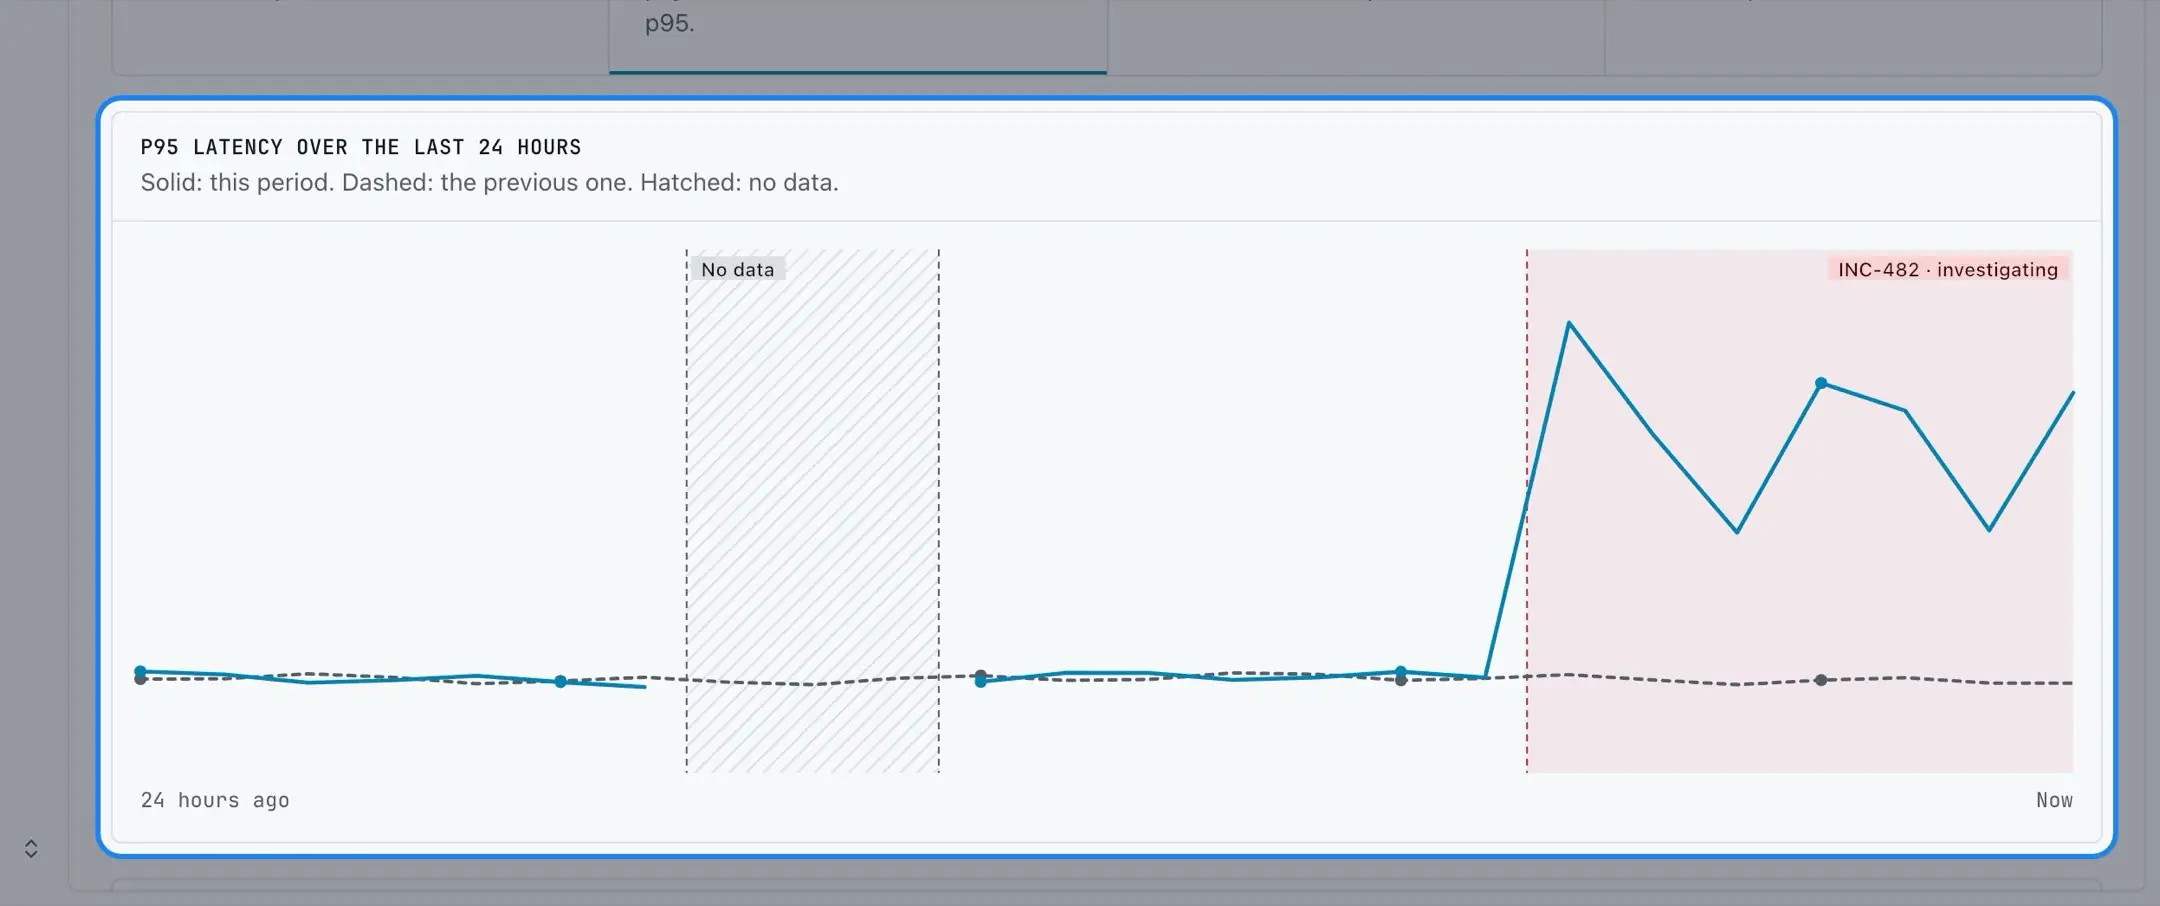 p95.
P95 LATENCY OVER THE LAST 24 HOURS
Solid: this period. Dashed: the previous one. Hatched: no data.
No data
INC-482 · investigating
24 hours ago
Now